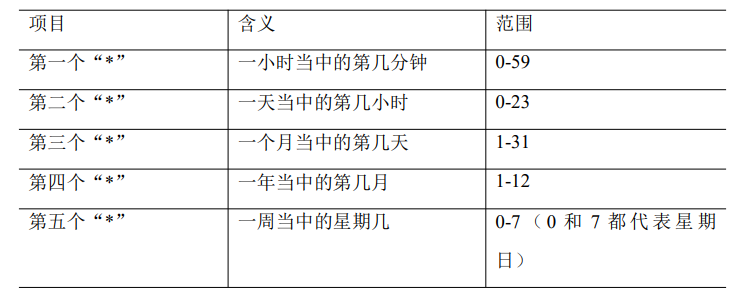 项目 含义 范围
第一个“*” 一小时当中的第几分钟 0-59
第二个“*” 一天当中的第几小时 0-23
第三个“*” 一个月当中的第几天 1-31
第四个“*” 一年当中的第几月 1-12
第五个“*” 一周当中的星期几 0-7（0 和 7 都代表星期
日）